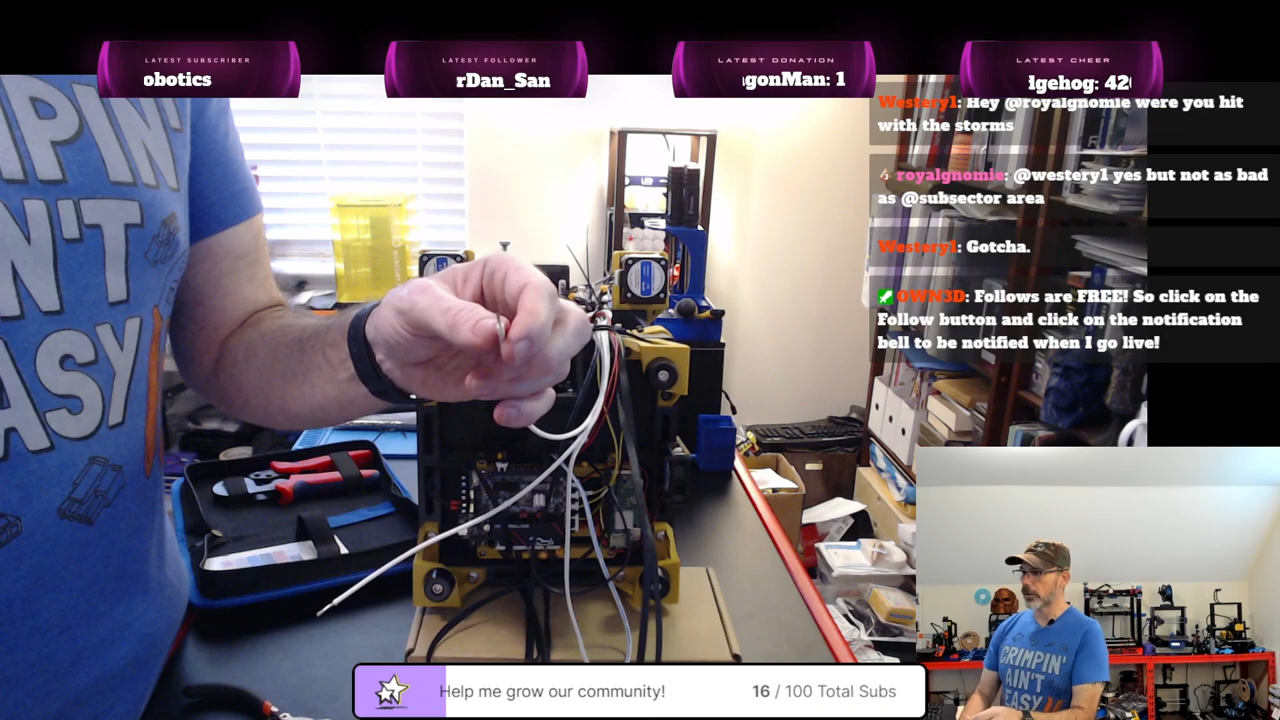 LATEST SUBSCRIBER
obotics
LATEST FOLLOWER
rDan_San
LATEST DONATION
gonMan: 1
LATEST CHEER
dgehog: 42
Westery1: Hey @royalgnomie were you hit
with the storms
royalgnomie: @westery1 yes but not as bad
as @subsector area
Westery1: Gotcha.
OWN3D: Follows are FREE! So click on the
Follow button and click on the notification
bell to be notified when I go live!
MPIN'
N'T
ASY
CRIMPIN'
AIN'T
EASY
Help me grow our community!
16 / 100 Total Subs